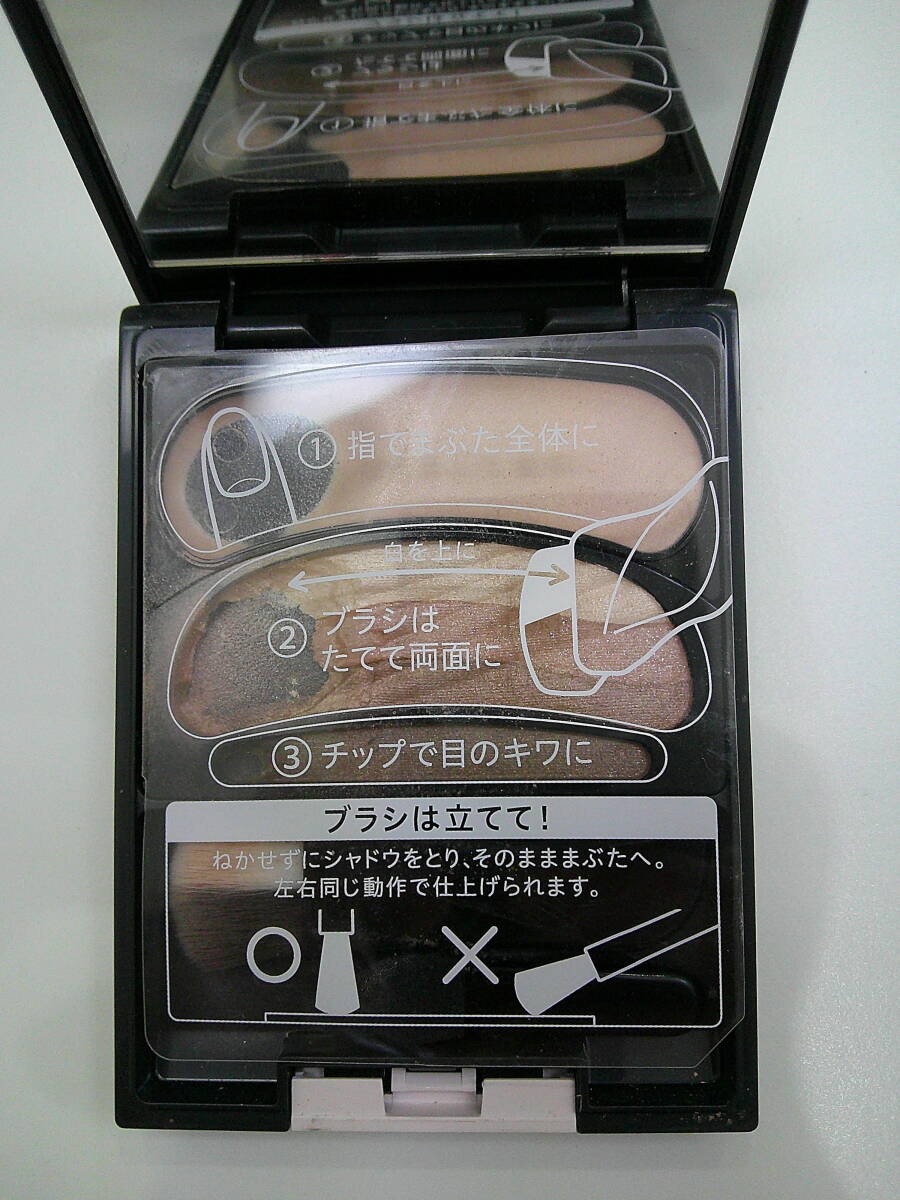 ① 指でまぶた全体に
白を上に
② ブラシは
たてて両面に
③ チップで目のキワに
ブラシは立てて!
ねかせずにシャドウをとり、そのまままぶたへ。
左右同じ動作で仕上げられます。